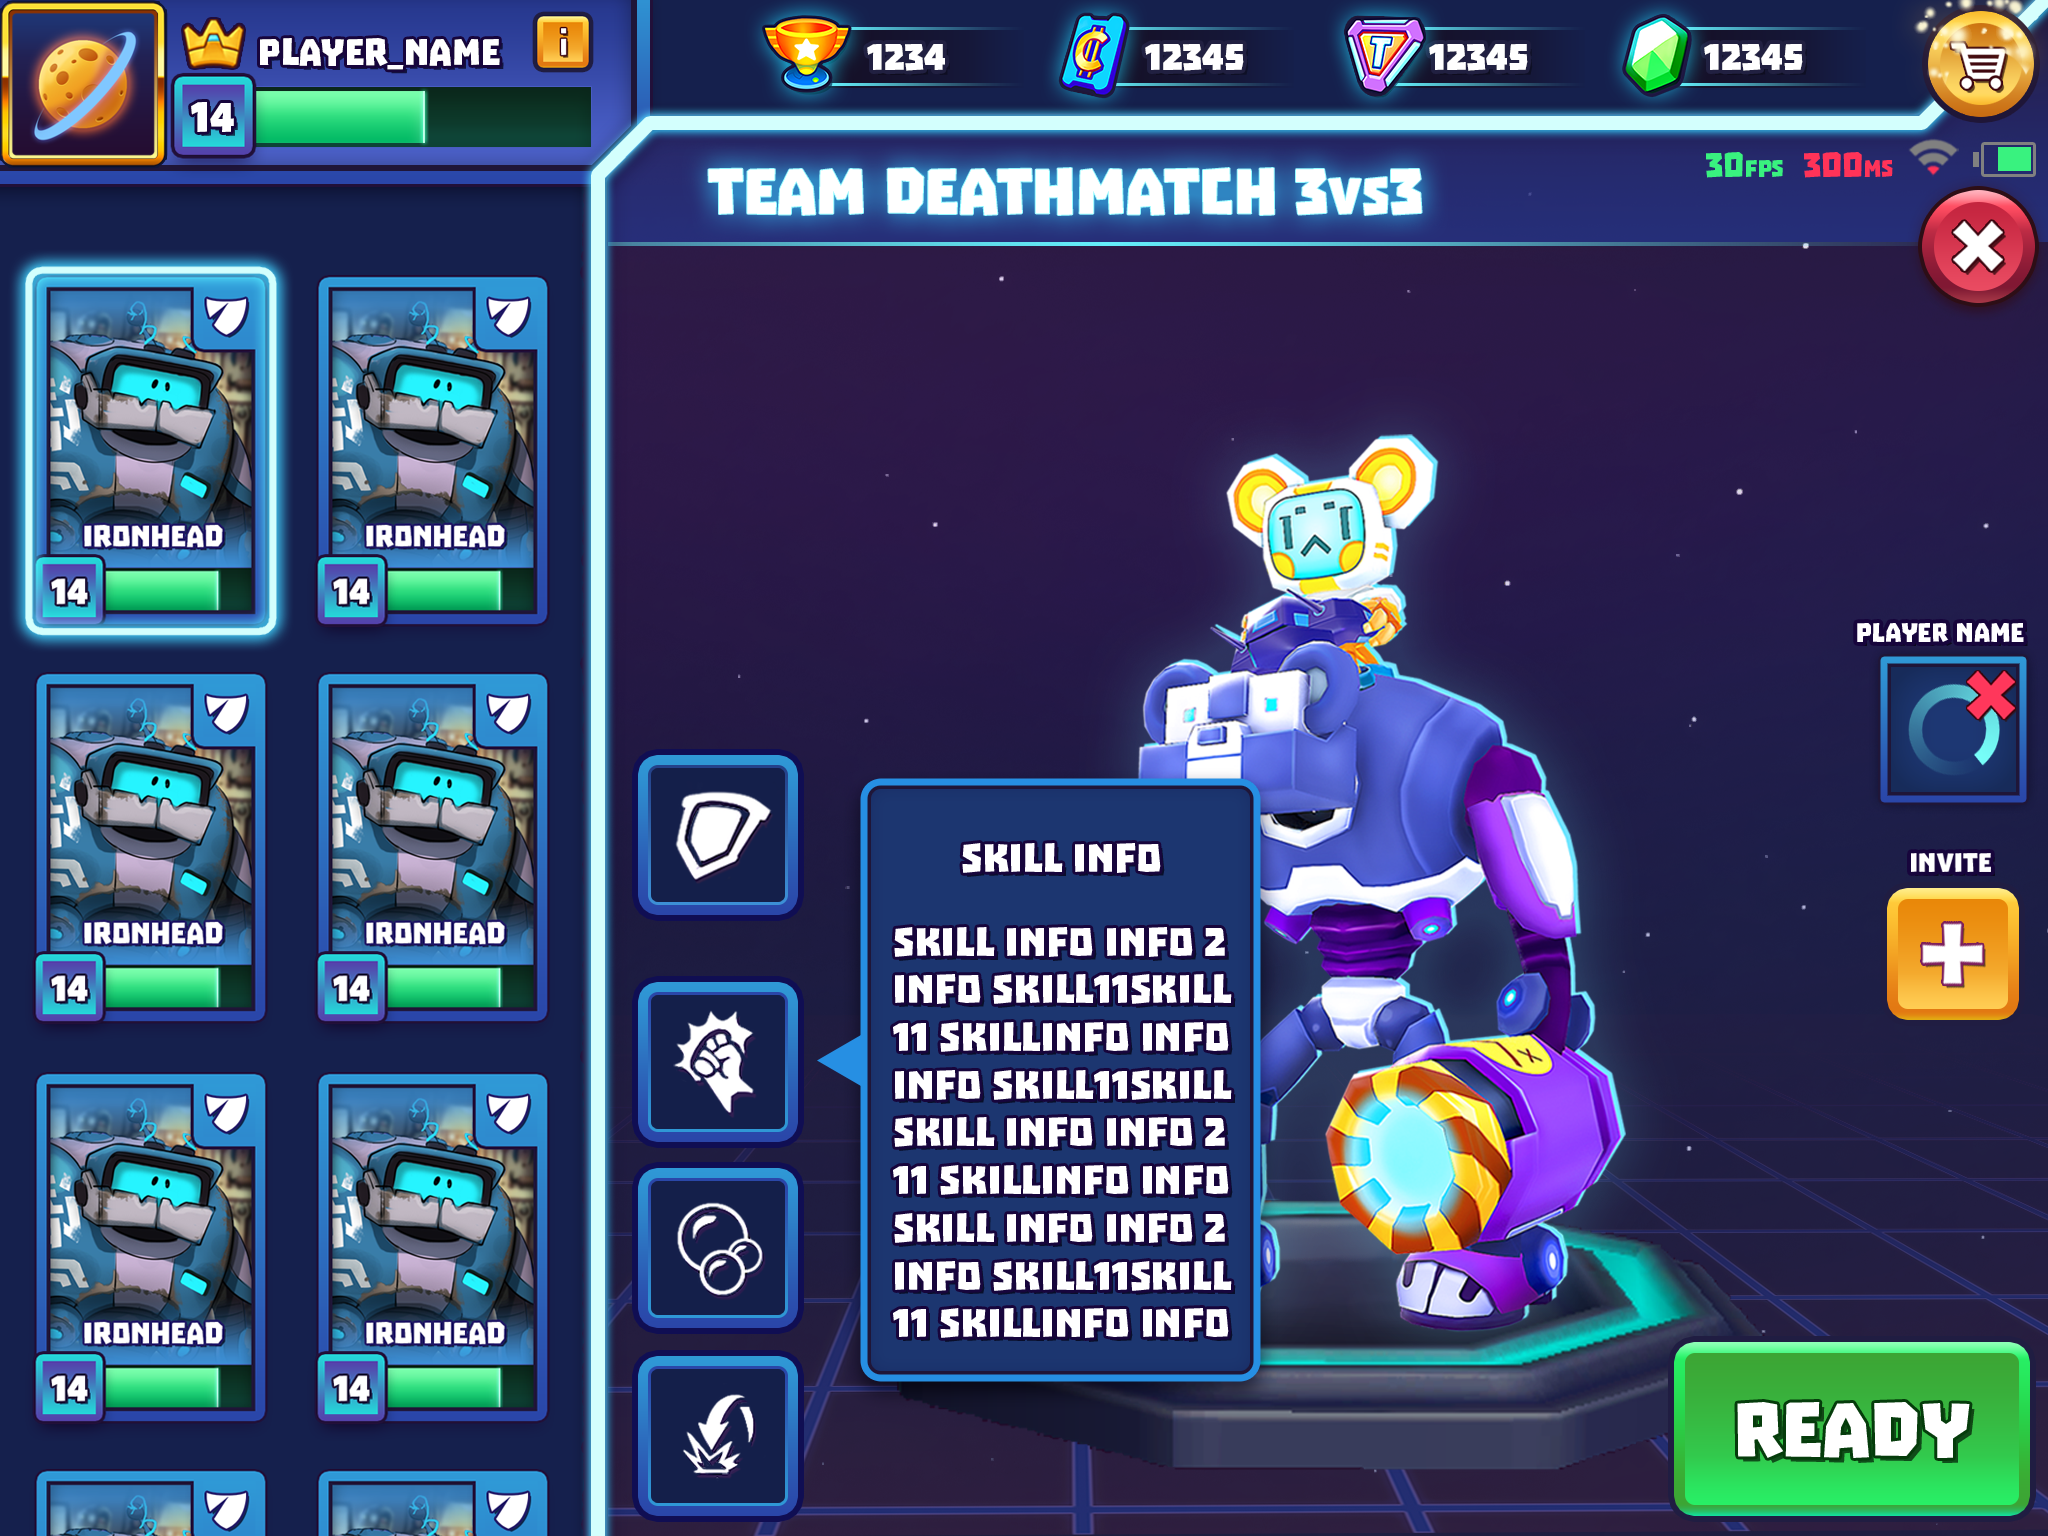 PLAYER_NAME
i
14
1234
12345
12345
12345
TEAM DEATHMATCH 3vs3
30FPS 300MS
IRONHEAD
14
IRONHEAD
14
IRONHEAD
14
IRONHEAD
14
IRONHEAD
14
IRONHEAD
14
SKILL INFO
SKILL INFO INFO 2
INFO SKILL11SKILL
11 SKILLINFO INFO
INFO SKILL11SKILL
SKILL INFO INFO 2
11 SKILLINFO INFO
SKILL INFO INFO 2
INFO SKILL11SKILL
11 SKILLINFO INFO
PLAYER NAME
INVITE
READY